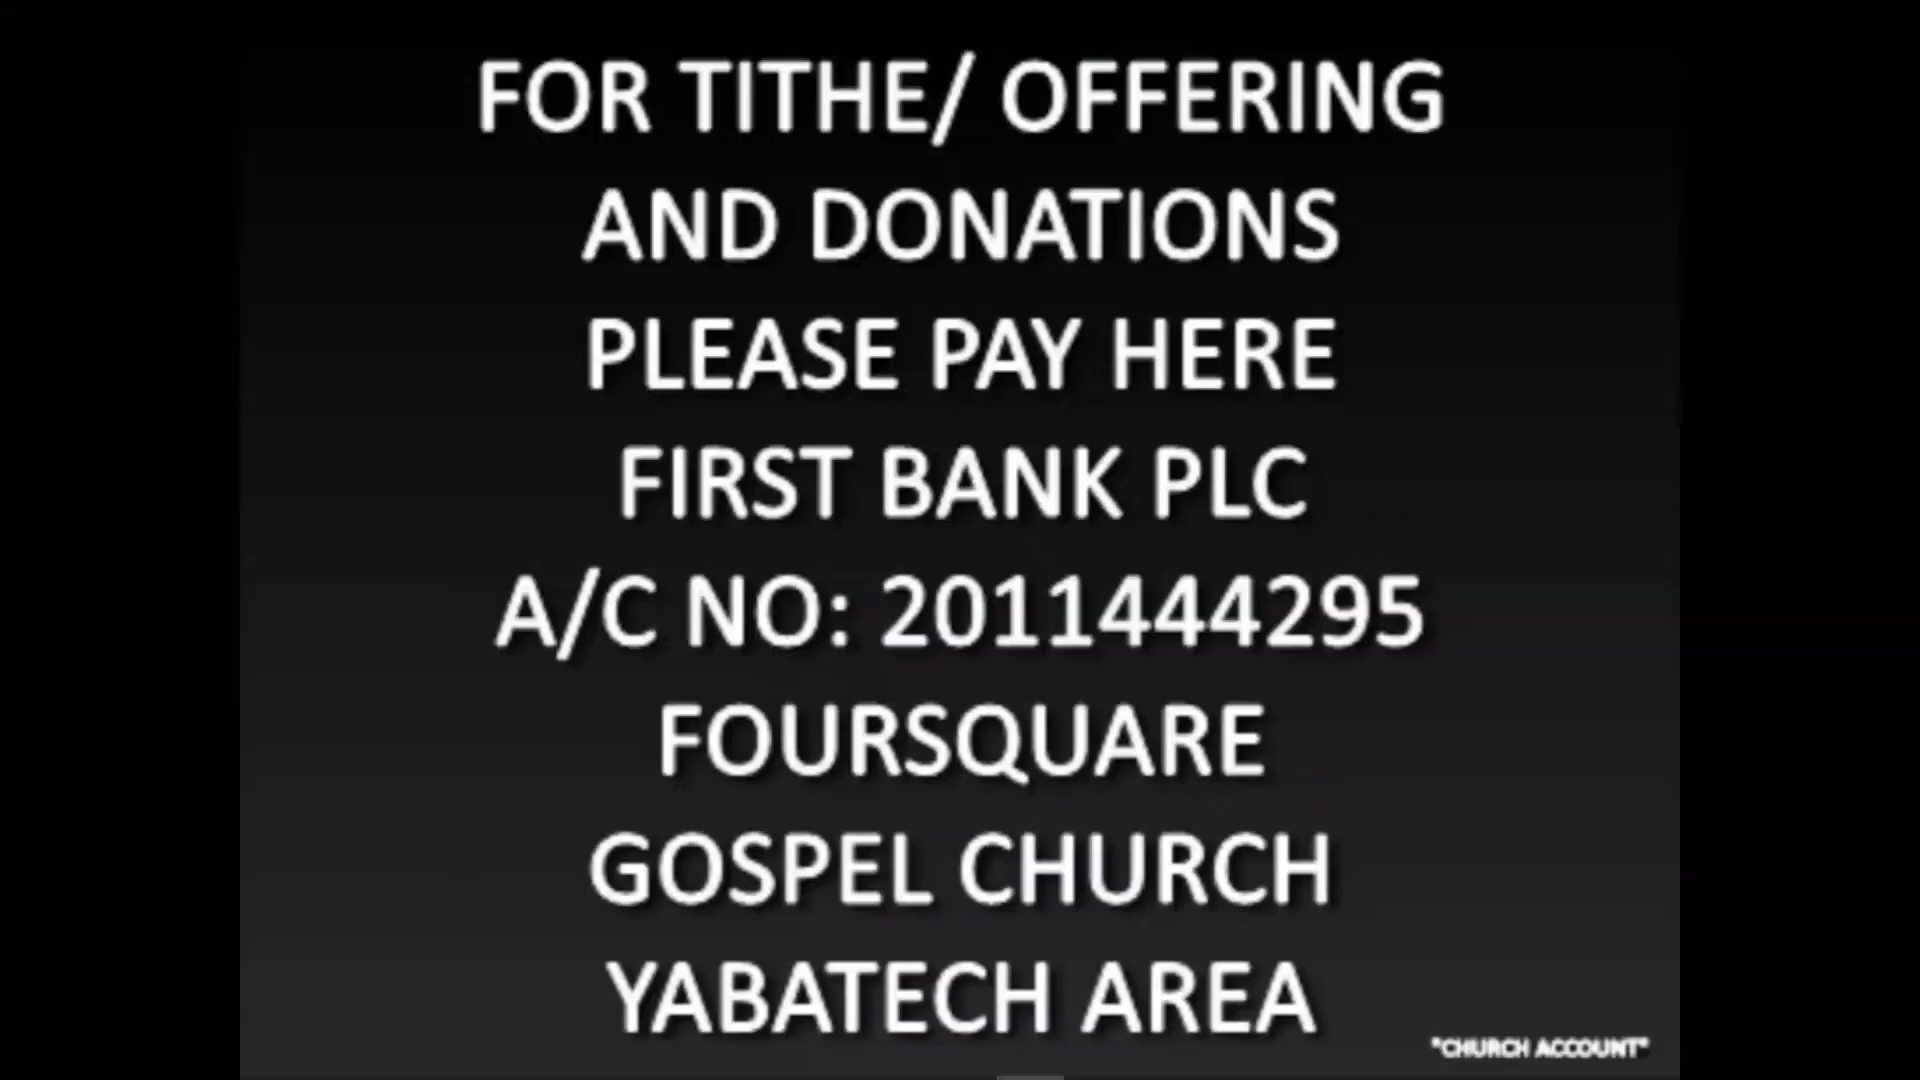 FOR TITHE/ OFFERING
AND DONATIONS
PLEASE PAY HERE
FIRST BANK PLC
A/C NO: 2011444295
FOURSQUARE
GOSPEL CHURCH
YABATECH AREA
"CHURCH ACCOUNT"